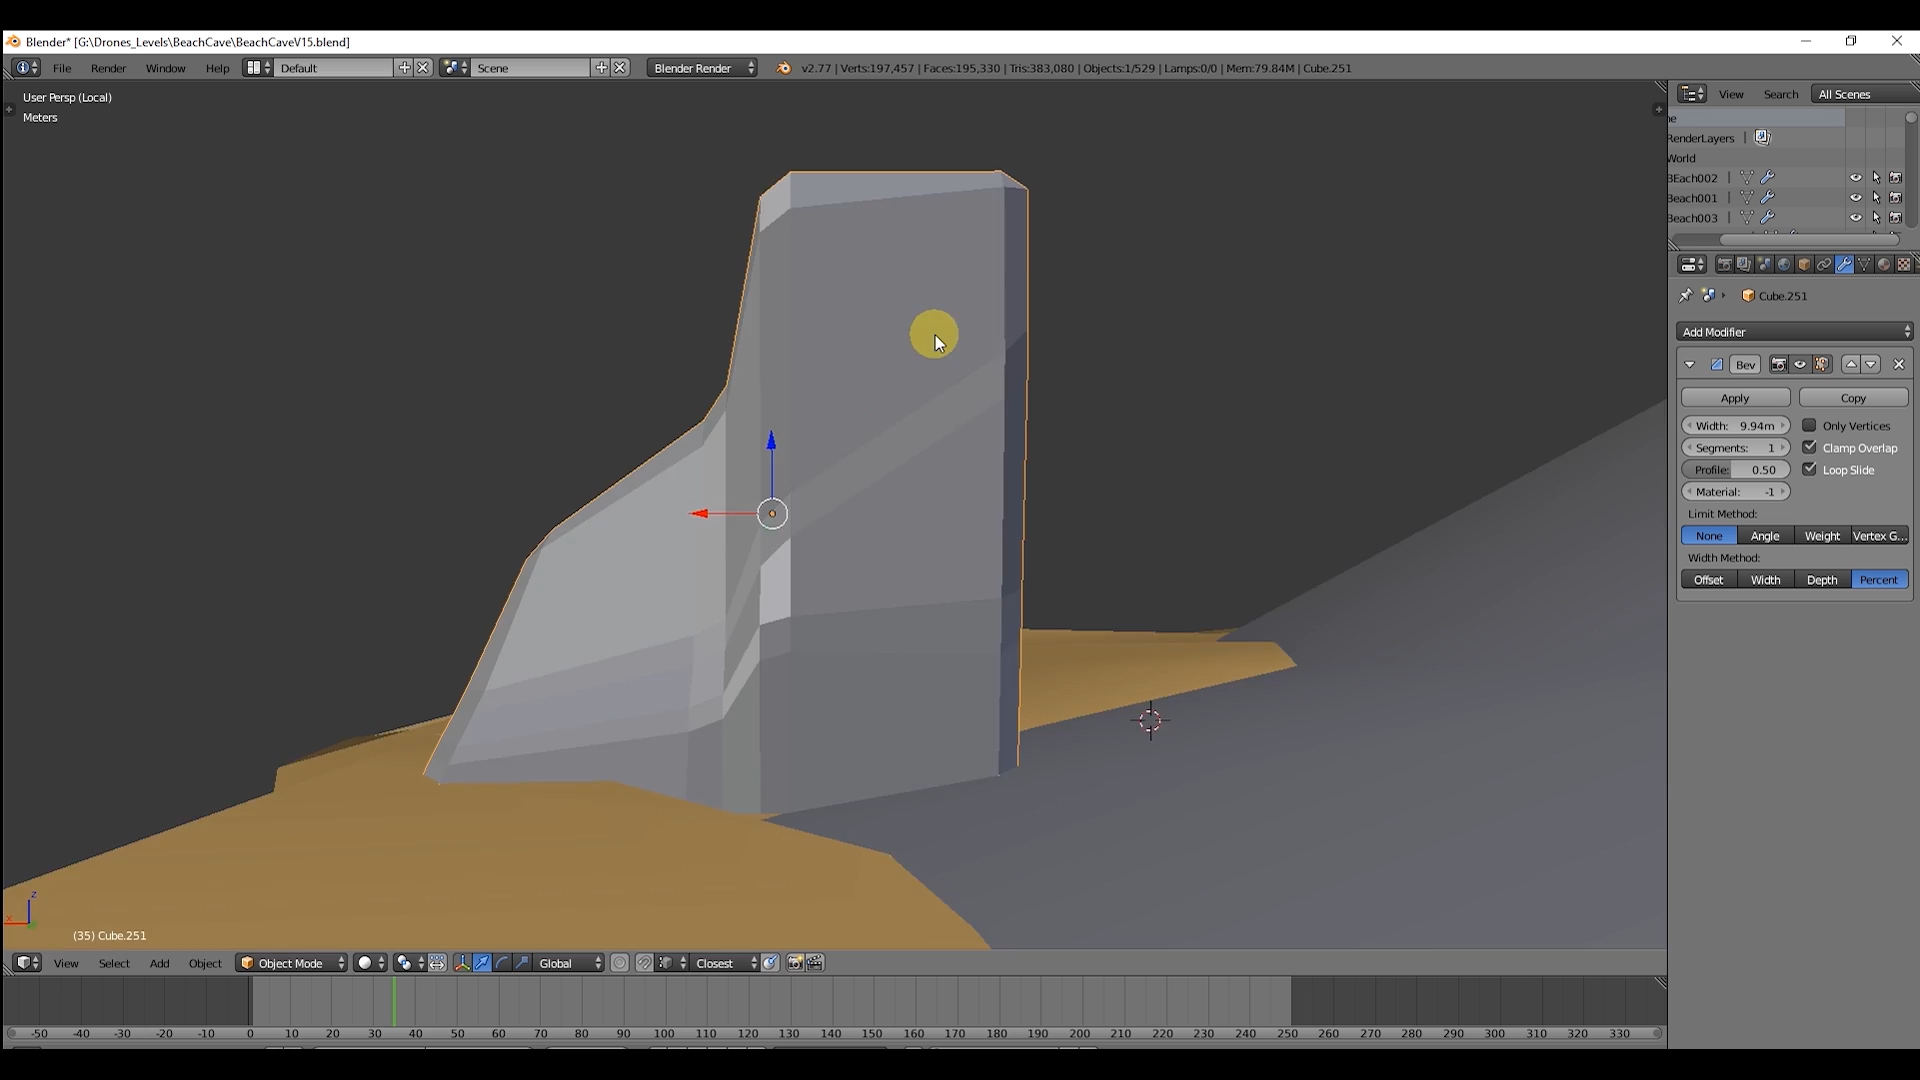 Blender* [G:\Drones_Levels\BeachCave\BeachCaveV15.blend]
File Render Window Help Default Scene Blender Render v2.77 | Verts:197,457 | Faces:195,330 | Tris:383,080 | Objects:1/529 | Lamps:0/0 | Mem:79.84M | Cube.251
User Persp (Local)
Meters
View Search All Scenes
ne
RenderLayers
World
BEach002
Beach001
Beach003
Cube.251
Add Modifier
Bev
Apply Copy
Width: 9.94m Only Vertices
Segments: 1 Clamp Overlap
Profile: 0.50 Loop Slide
Material: -1
Limit Method:
None Angle Weight Vertex G...
Width Method:
Offset Width Depth Percent
z
x
(35) Cube.251
View Select Add Object Object Mode Global Closest
-50 -40 -30 -20 -10 0 10 20 30 40 50 60 70 80 90 100 110 120 130 140 150 160 170 180 190 200 210 220 230 240 250 260 270 280 290 300 310 320 330